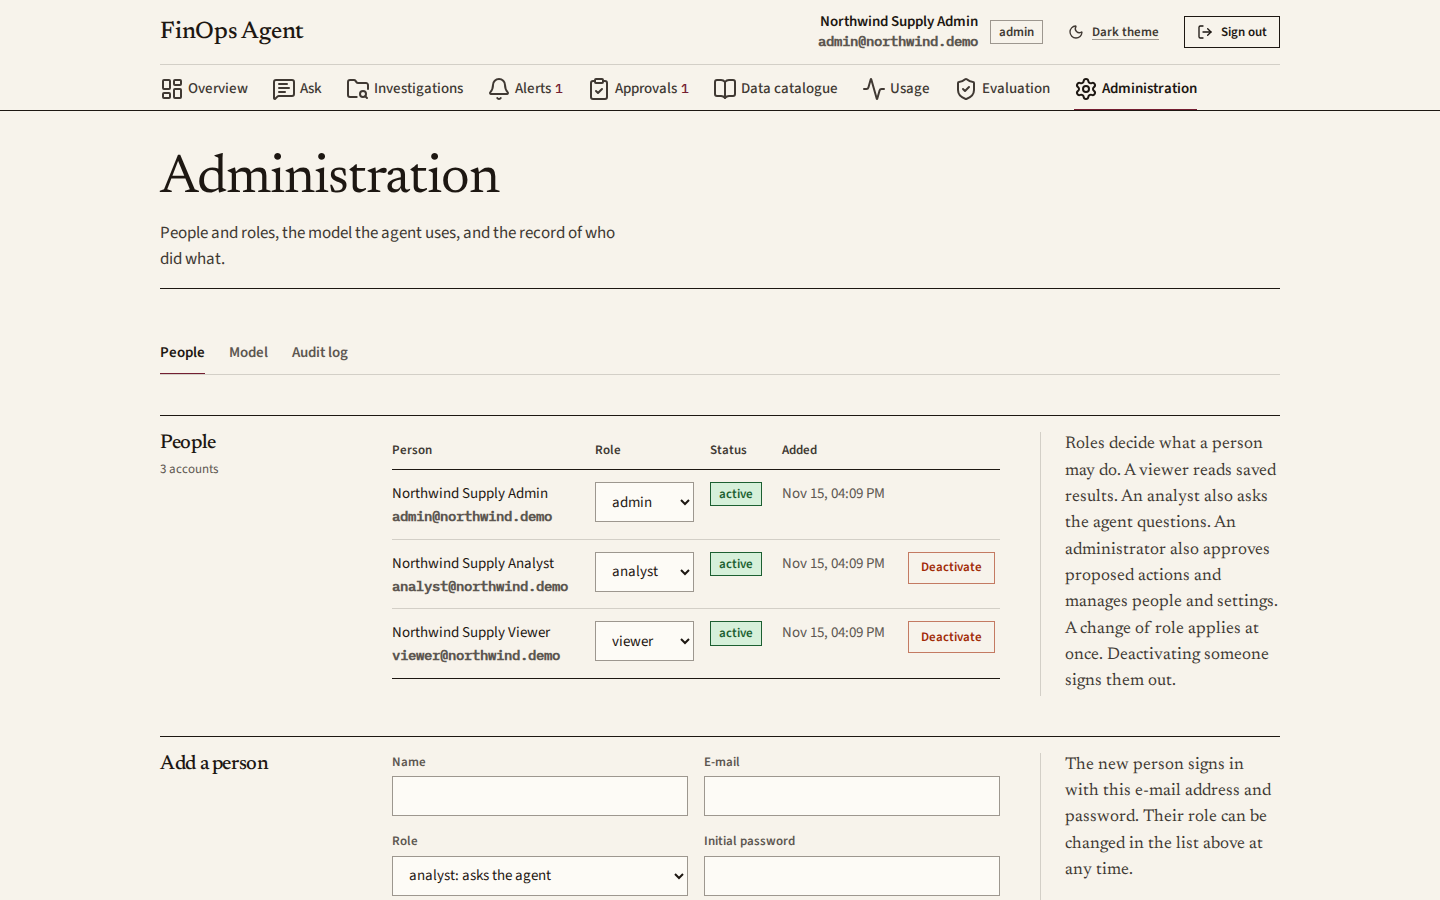 FinOps Agent
Northwind Supply Admin
admin@northwind.demo
admin
Dark theme
Sign out
Overview
Ask
Investigations
Alerts 1
Approvals 1
Data catalogue
Usage
Evaluation
Administration
Administration
People and roles, the model the agent uses, and the record of who
did what.
People
Model
Audit log
People
3 accounts
Person Role Status Added
Northwind Supply Admin
admin@northwind.demo
admin
active
Nov 15, 04:09 PM
Northwind Supply Analyst
analyst@northwind.demo
analyst
active
Nov 15, 04:09 PM
Deactivate
Northwind Supply Viewer
viewer@northwind.demo
viewer
active
Nov 15, 04:09 PM
Deactivate
Roles decide what a person
may do. A viewer reads saved
results. An analyst also asks
the agent questions. An
administrator also approves
proposed actions and
manages people and settings.
A change of role applies at
once. Deactivating someone
signs them out.
Add a person
Name
E-mail
Role
Initial password
analyst: asks the agent
The new person signs in
with this e-mail address and
password. Their role can be
changed in the list above at
any time.